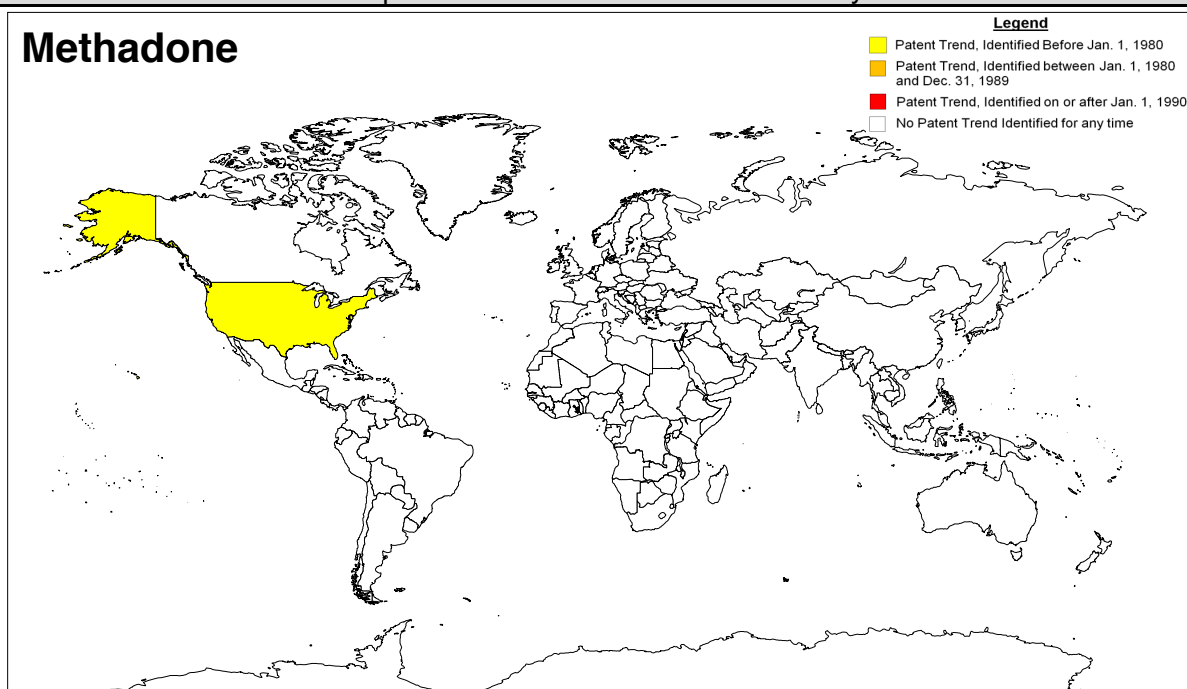 Methadone
Legend
Patent Trend, Identified Before Jan. 1, 1980
Patent Trend, Identified between Jan. 1, 1980
and Dec. 31, 1989
Patent Trend, Identified on or after Jan. 1, 1990
No Patent Trend Identified for any time